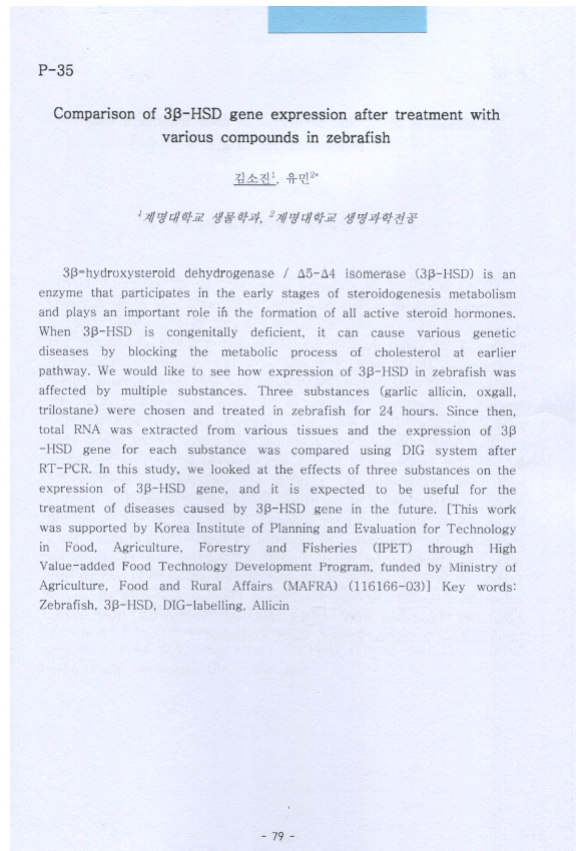 P-35
Comparison of 3β-HSD gene expression after treatment with
various compounds in zebrafish
김소진¹, 유민²*
¹계명대학교 생물학과, ²계명대학교 생명과학전공
3β=hydroxysteroid dehydrogenase / Δ5-Δ4 isomerase (3β-HSD) is an
enzyme that participates in the early stages of steroidogenesis metabolism
and plays an important role in the formation of all active steroid hormones.
When 3β-HSD is congenitally deficient, it can cause various genetic
diseases by blocking the metabolic process of cholesterol at earlier
pathway. We would like to see how expression of 3β-HSD in zebrafish was
affected by multiple substances. Three substances (garlic allicin, oxgall,
trilostane) were chosen and treated in zebrafish for 24 hours. Since then,
total RNA was extracted from various tissues and the expression of 3β
-HSD gene for each substance was compared using DIG system after
RT-PCR. In this study, we looked at the effects of three substances on the
expression of 3β-HSD gene, and it is expected to be useful for the
treatment of diseases caused by 3β-HSD gene in the future. [This work
was supported by Korea Institute of Planning and Evaluation for Technology
in Food, Agriculture, Forestry and Fisheries (IPET) through High
Value-added Food Technology Development Program, funded by Ministry of
Agriculture, Food and Rural Affairs (MAFRA) (116166-03)] Key words:
Zebrafish, 3β-HSD, DIG-labelling, Allicin
- 79 -